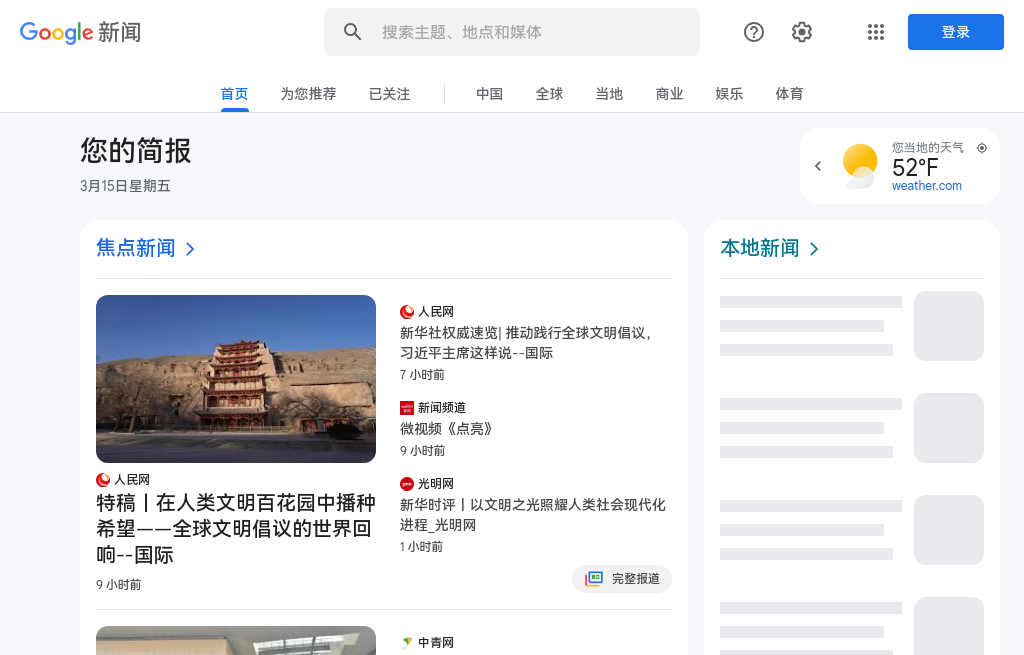 Google 新闻
搜索主题、地点和媒体
登录
首页
为您推荐
已关注
中国
全球
当地
商业
娱乐
体育
您的简报
3月15日星期五
您当地的天气
52°F
weather.com
焦点新闻
人民网
特稿丨在人类文明百花园中播种
希望——全球文明倡议的世界回
响--国际
9 小时前
人民网
新华社权威速览| 推动践行全球文明倡议，
习近平主席这样说--国际
7 小时前
新闻频道
微视频《点亮》
9 小时前
光明网
新华时评丨以文明之光照耀人类社会现代化
进程_光明网
1 小时前
完整报道
中青网
本地新闻